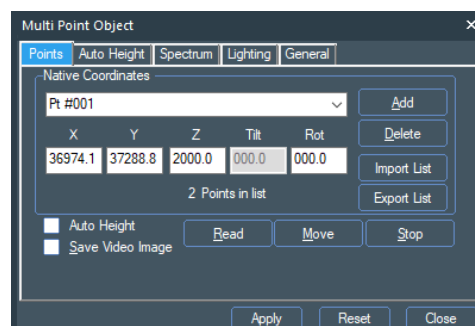 Multi Point Object ×
Points Auto Height Spectrum Lighting General
Native Coordinates
Pt #001 Add
X Y Z Tilt Rot Delete
36974.1 37288.8 2000.0 000.0 000.0 Import List
2 Points in list Export List
Auto Height Read Move Stop
Save Video Image
Apply Reset Close